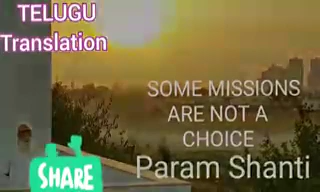 TELUGU
Translation
SOME MISSIONS
ARE NOT A
CHOICE
Param Shanti
SHARE